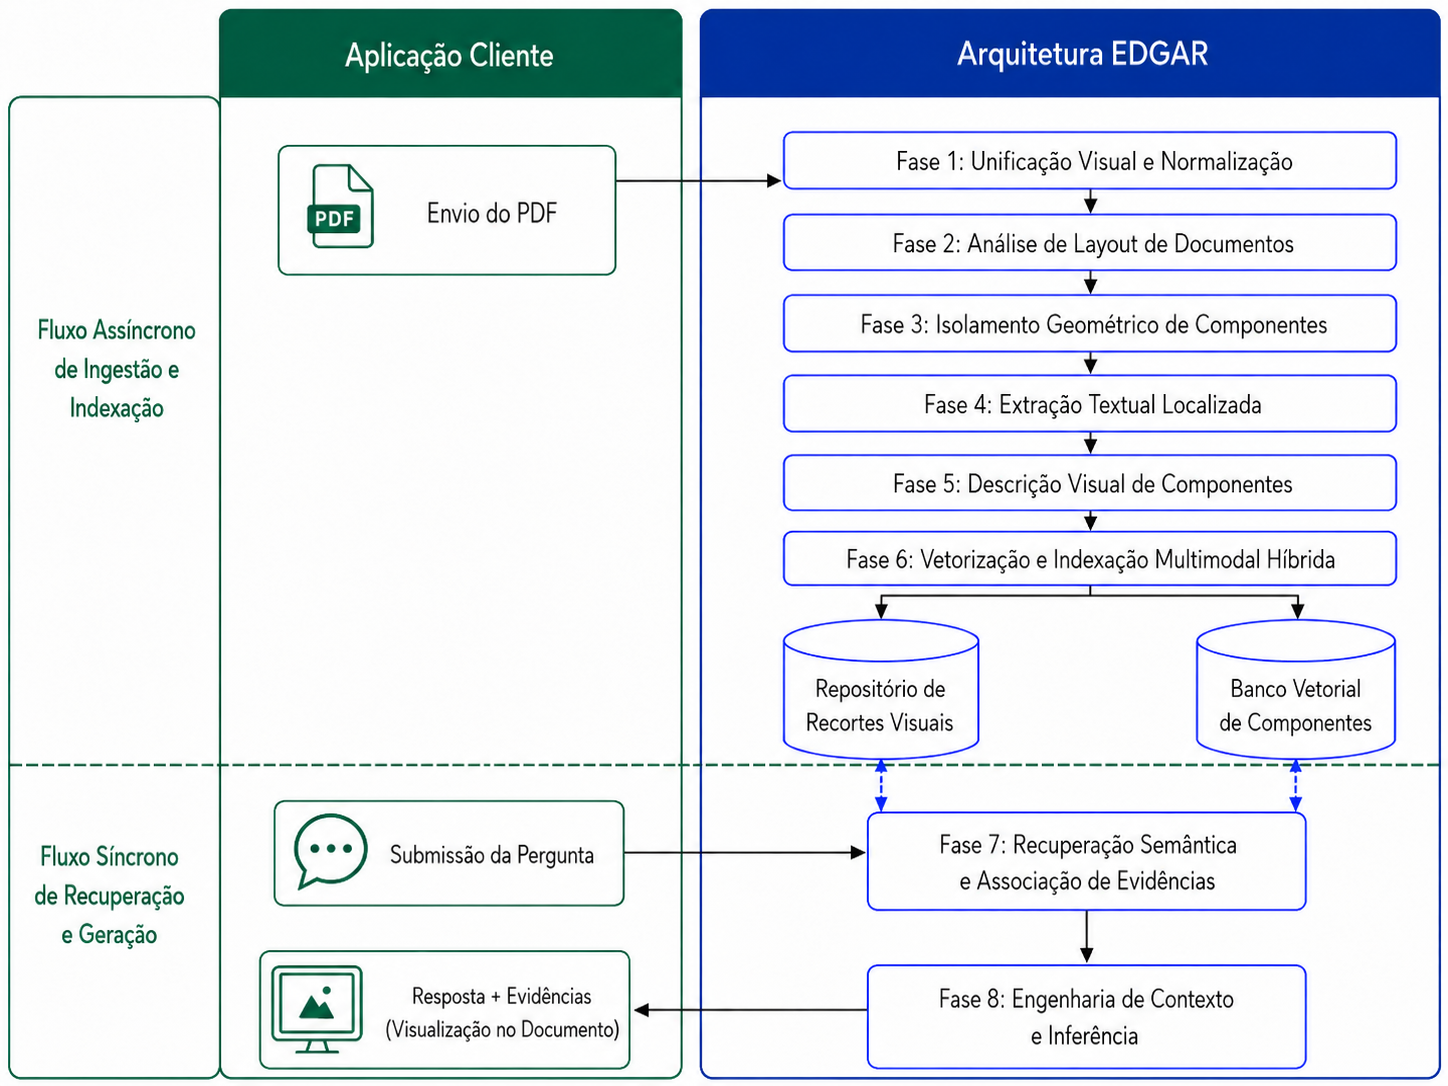 Aplicação Cliente
Arquitetura EDGAR
Fluxo Assíncrono
de Ingestão e
Indexação
PDF
Envio do PDF
Fase 1: Unificação Visual e Normalização
Fase 2: Análise de Layout de Documentos
Fase 3: Isolamento Geométrico de Componentes
Fase 4: Extração Textual Localizada
Fase 5: Descrição Visual de Componentes
Fase 6: Vetorização e Indexação Multimodal Híbrida
Repositório de
Recortes Visuais
Banco Vetorial
de Componentes
Fluxo Síncrono
de Recuperação
e Geração
Submissão da Pergunta
Fase 7: Recuperação Semântica
e Associação de Evidências
Resposta + Evidências
(Visualização no Documento)
Fase 8: Engenharia de Contexto
e Inferência